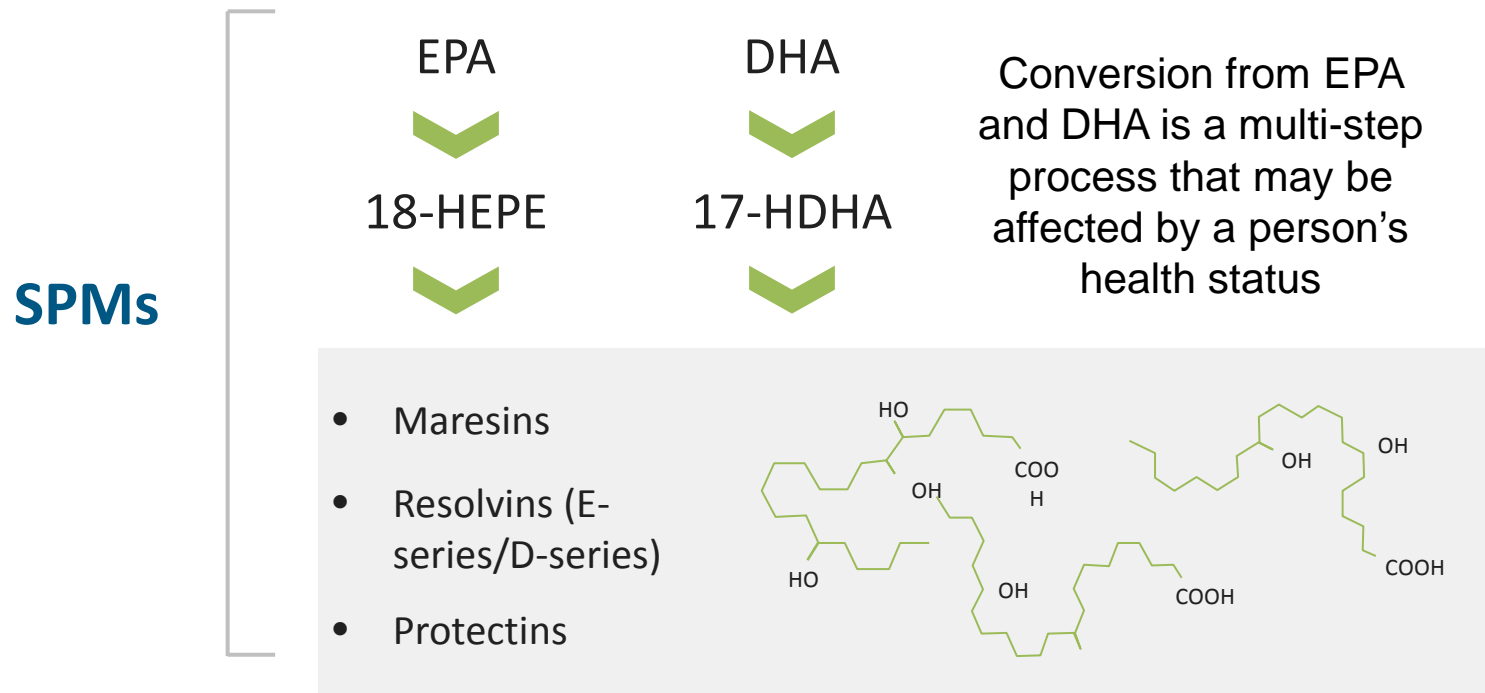 SPMs
EPA
DHA
18-HEPE
17-HDHA
Conversion from EPA
and DHA is a multi-step
process that may be
affected by a person’s
health status
• Maresins
• Resolvins (E-
series/D-series)
• Protectins
HO
COO
H
OH
HO
OH
COOH
OH
OH
COOH